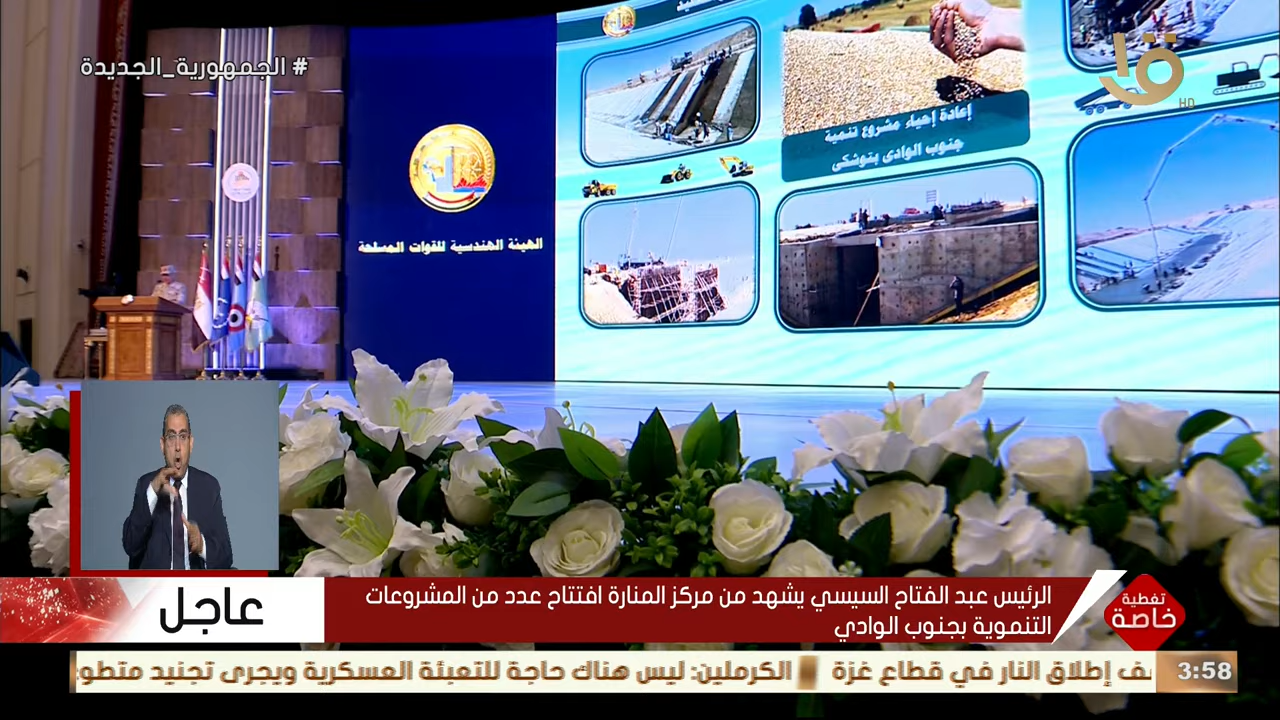 # الجمهورية_الجديدة
HD
إعادة إحياء مشروع تنمية
جنوب الوادى بتوشكى
الهيئة الهندسية للقوات المسلحة
تغطية
خاصة
الرئيس عبد الفتاح السيسي يشهد من مركز المنارة افتتاح عدد من المشروعات
التنموية بجنوب الوادي
عاجل
ـف إطلاق النار في قطاع غزة
الكرملين: ليس هناك حاجة للتعبئة العسكرية ويجرى تجنيد متطو
3:58